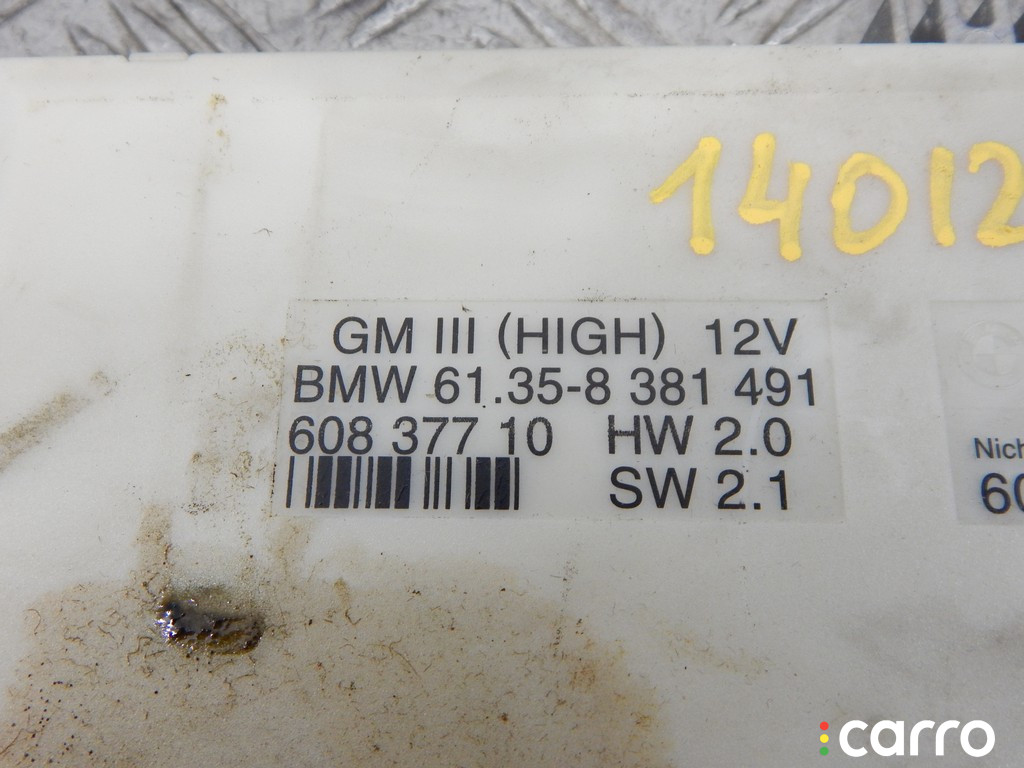 14012
GM III (HIGH) 12V
BMW 61.35-8 381 491
608 377 10 HW 2.0
SW 2.1
Nich
60
carro